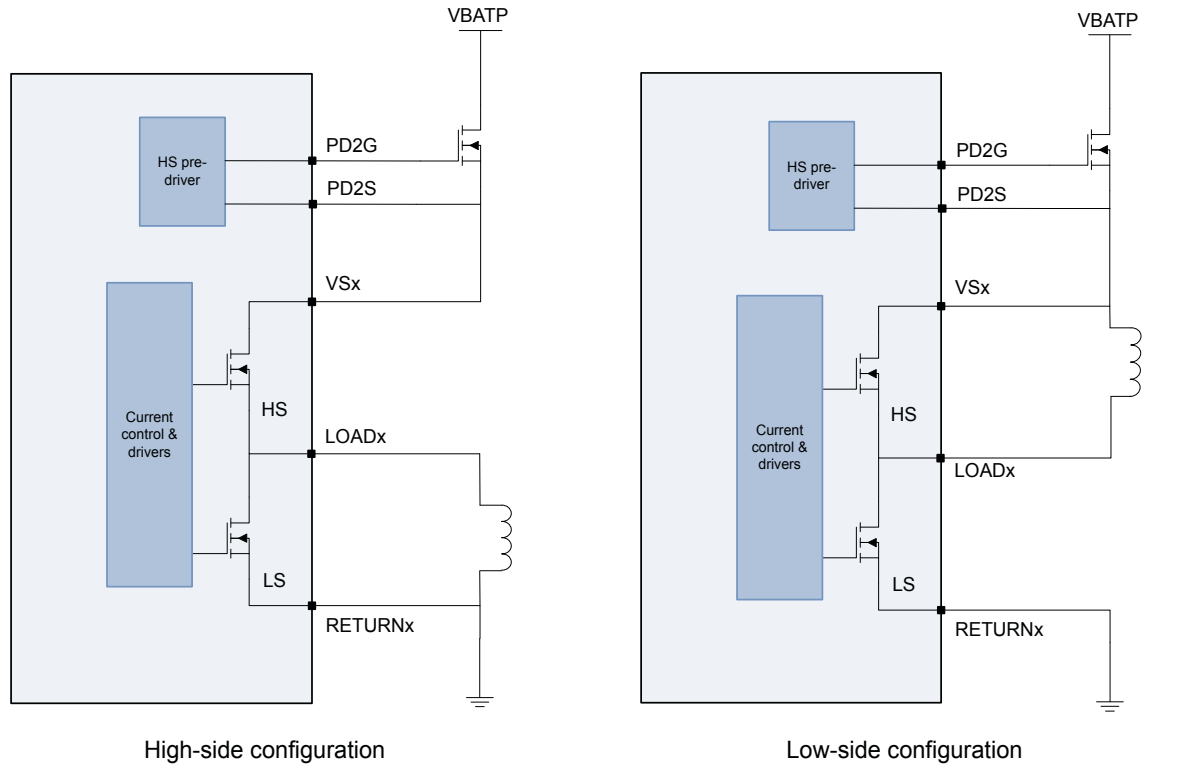 VBATP
PD2G
HS pre-
driver
PD2S
VSx
HS
Current
control &
drivers
LOADx
LS
RETURNx
High-side configuration
VBATP
PD2G
HS pre-
driver
PD2S
VSx
HS
Current
control &
drivers
LOADx
LS
RETURNx
Low-side configuration